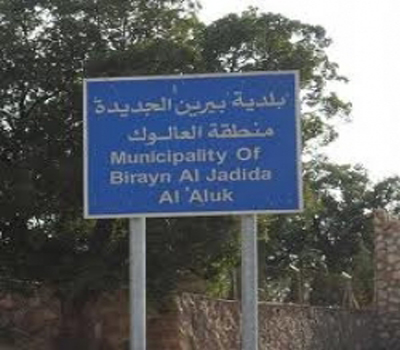 بلدية بيرين الجديدة
منطقة العالوك
Municipality Of
Birayn Al Jadida
Al 'Aluk